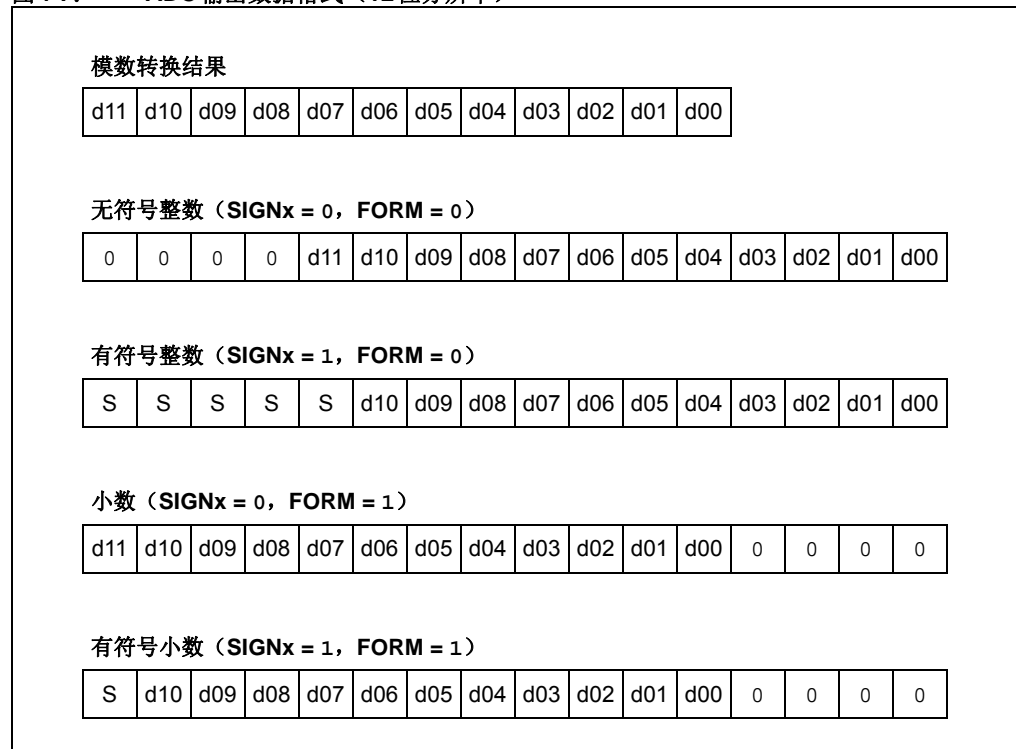 模数转换结果
d11 d10 d09 d08 d07 d06 d05 d04 d03 d02 d01 d00
无符号整数（SIGNx = 0，FORM = 0）
0 0 0 0 d11 d10 d09 d08 d07 d06 d05 d04 d03 d02 d01 d00
有符号整数（SIGNx = 1，FORM = 0）
S S S S S d10 d09 d08 d07 d06 d05 d04 d03 d02 d01 d00
小数（SIGNx = 0，FORM = 1）
d11 d10 d09 d08 d07 d06 d05 d04 d03 d02 d01 d00 0 0 0 0
有符号小数（SIGNx = 1，FORM = 1）
S d10 d09 d08 d07 d06 d05 d04 d03 d02 d01 d00 0 0 0 0